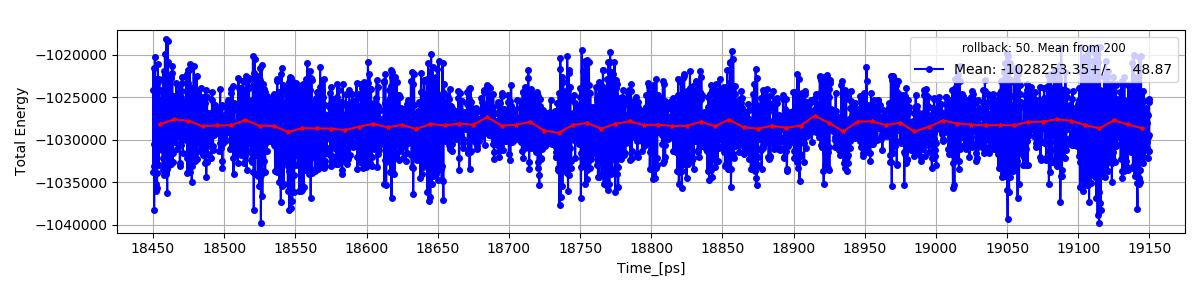 rollback: 50. Mean from 200
Mean: -1028253.35+/- 48.87
Total Energy
−1020000
−1025000
−1030000
−1035000
−1040000
18450 18500 18550 18600 18650 18700 18750 18800 18850 18900 18950 19000 19050 19100 19150
Time_[ps]